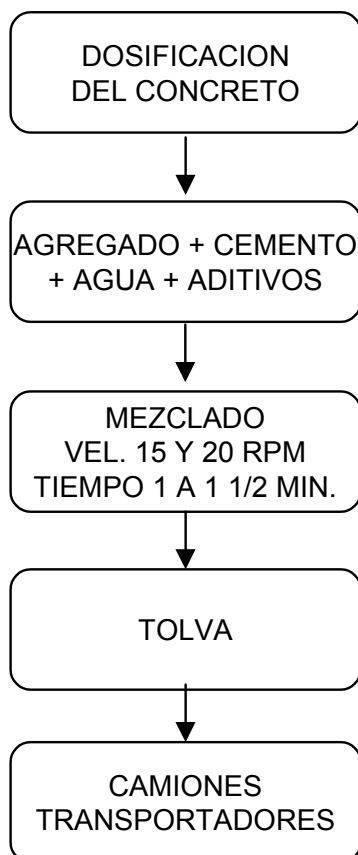 DOSIFICACION
DEL CONCRETO
AGREGADO + CEMENTO
+ AGUA + ADITIVOS
MEZCLADO
VEL. 15 Y 20 RPM
TIEMPO 1 A 1 1/2 MIN.
TOLVA
CAMIONES
TRANSPORTADORES